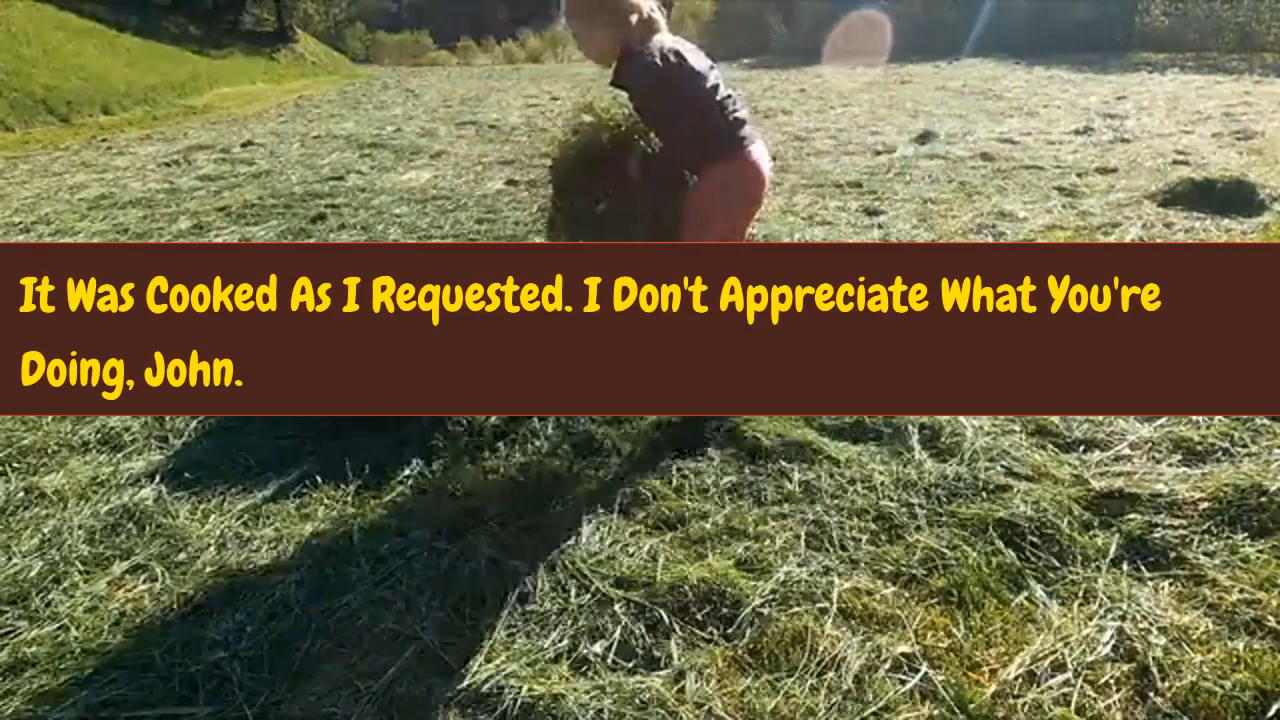 It Was Cooked As I Requested. I Don't Appreciate What You're
Doing, John.